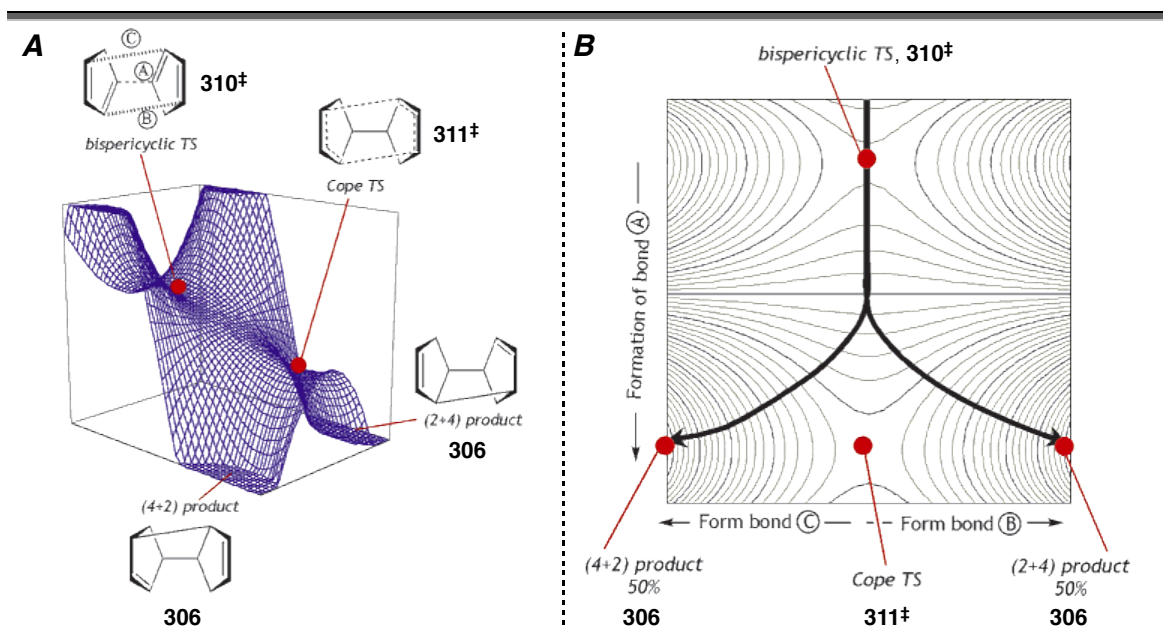 A
C
A
B
310‡
bispericyclic TS
311‡
Cope TS
(2+4) product
306
(4+2) product
306
B
bispericyclic TS, 310‡
Formation of bond A
Form bond C
Form bond B
(4+2) product
50%
306
Cope TS
311‡
(2+4) product
50%
306